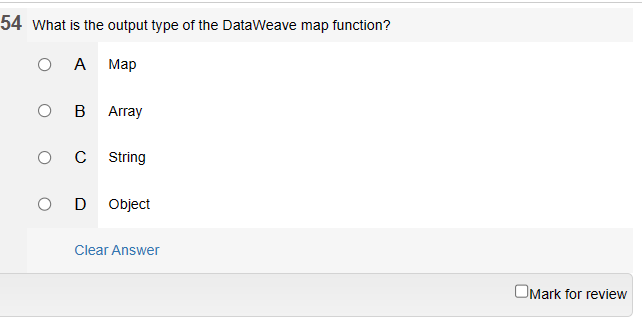 54 What is the output type of the DataWeave map function?
A Map
B Array
C String
D Object
Clear Answer
Mark for review